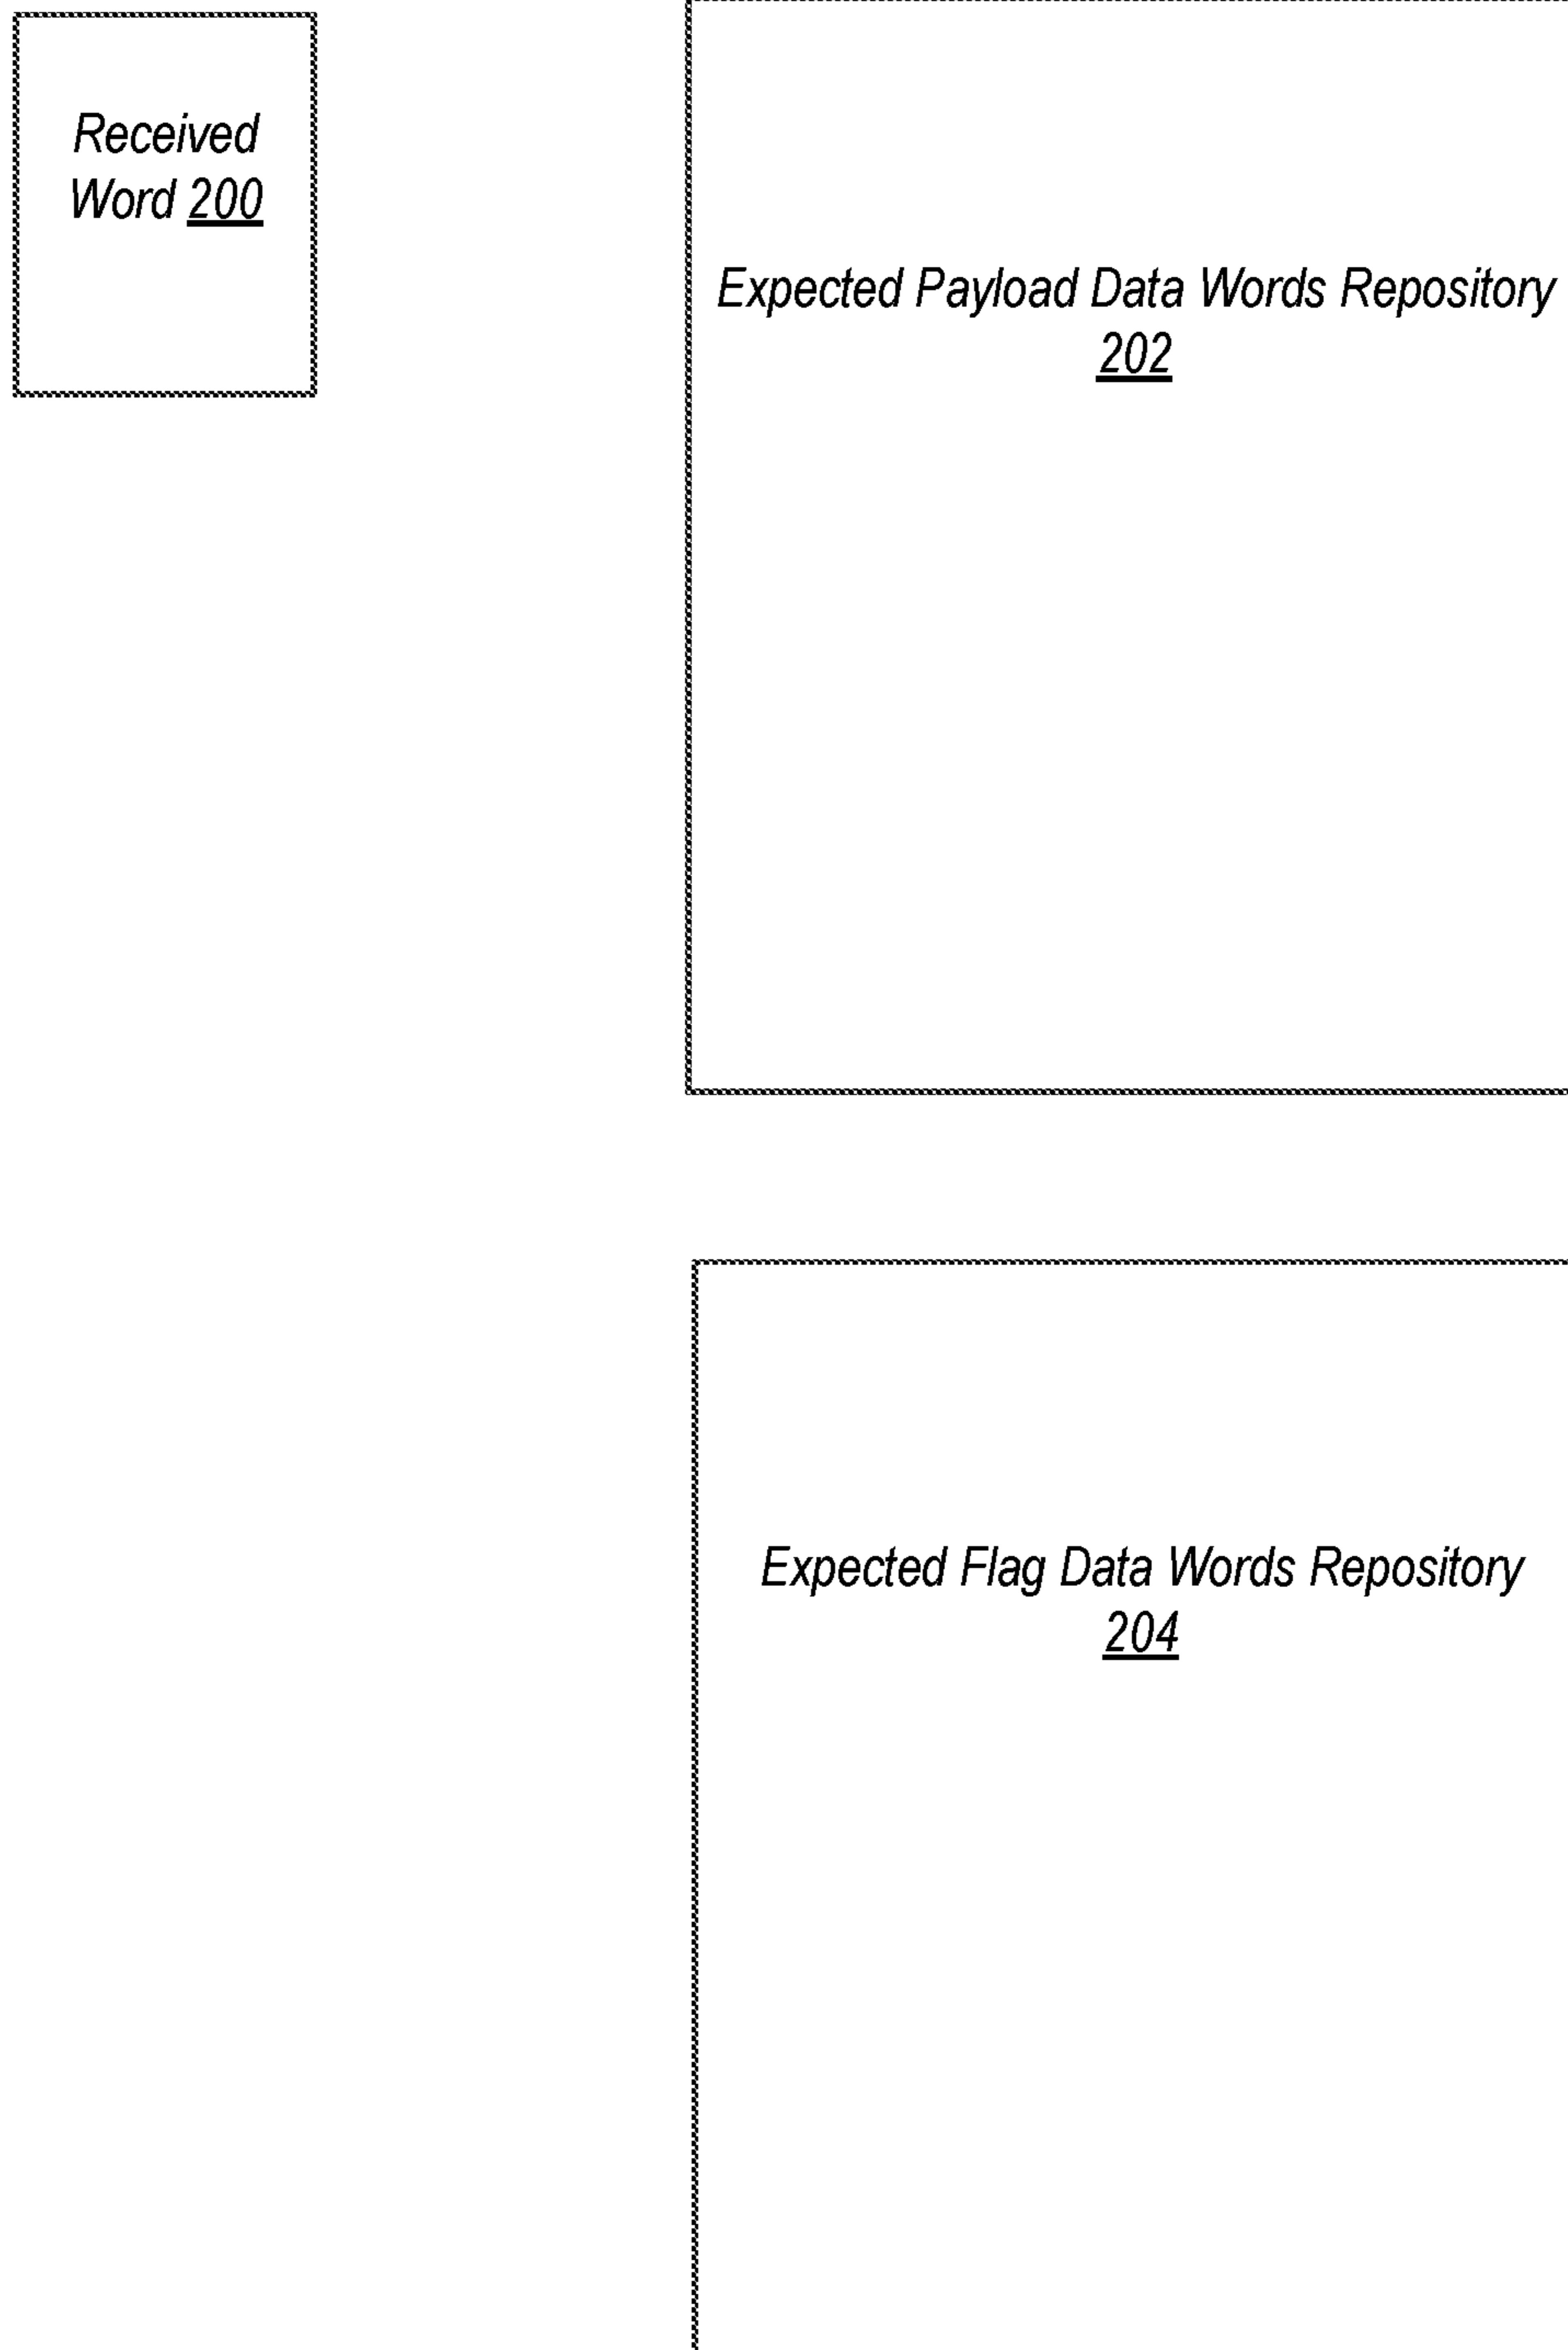 Received
Word 200
Expected Payload Data Words Repository
202
Expected Flag Data Words Repository
204